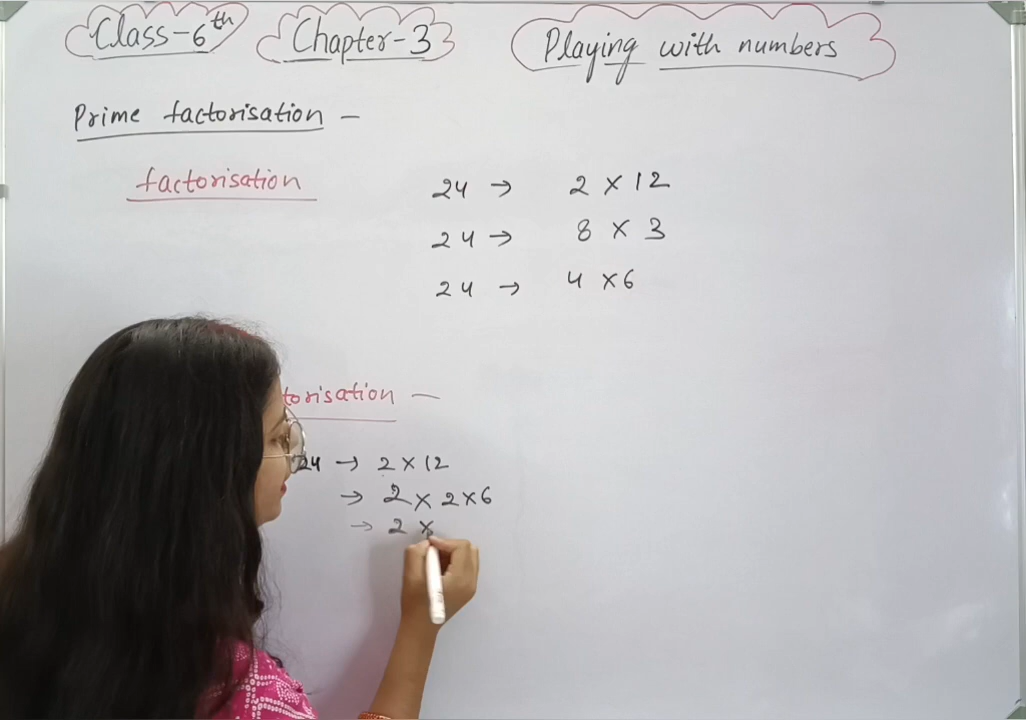 Class-6th Chapter-3 Playing with numbers
Prime factorisation -
factorisation
24 → 2 × 12
24 → 8 × 3
24 → 4 × 6
torisation -
24 → 2 × 12
→ 2 × 2 × 6
→ 2 ×